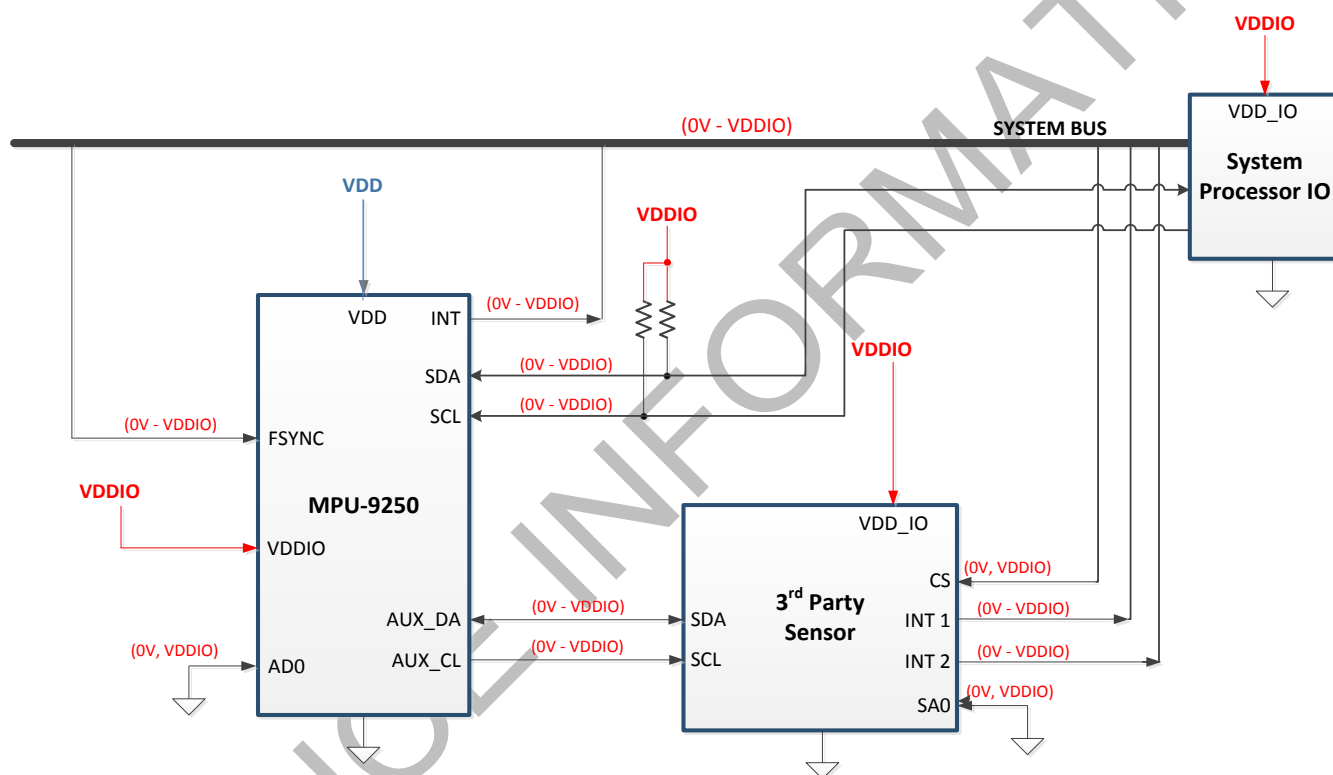 VDDIO
VDD_IO
System
Processor IO
(0V - VDDIO)
SYSTEM BUS
VDD
VDDIO
VDD
INT
(0V - VDDIO)
SDA
(0V - VDDIO)
SCL
(0V - VDDIO)
(0V - VDDIO)
FSYNC
VDDIO
MPU-9250
VDDIO
VDDIO
VDD_IO
CS
(0V, VDDIO)
3rd Party
Sensor
AUX_DA
(0V - VDDIO)
SDA
INT 1
(0V - VDDIO)
(0V, VDDIO)
AD0
AUX_CL
(0V - VDDIO)
SCL
INT 2
(0V - VDDIO)
SA0
(0V, VDDIO)